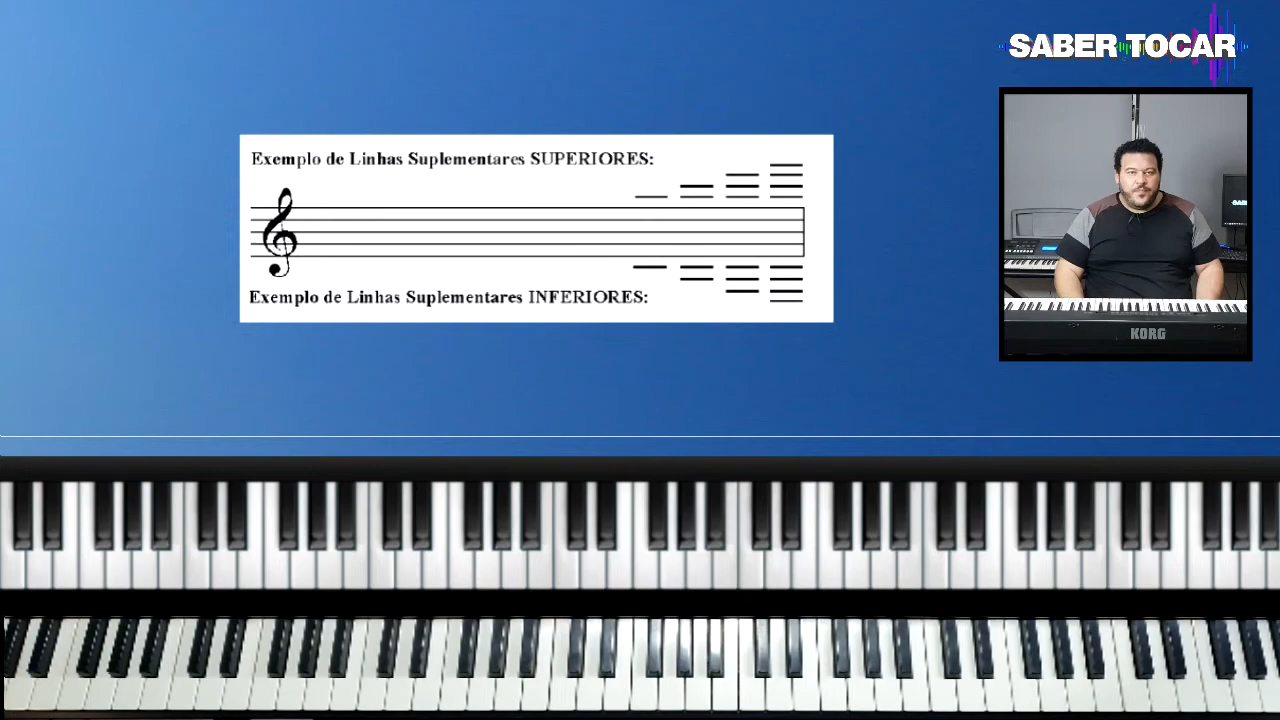 SABER TOCAR
Exemplo de Linhas Suplementares SUPERIORES:
Exemplo de Linhas Suplementares INFERIORES:
KORG